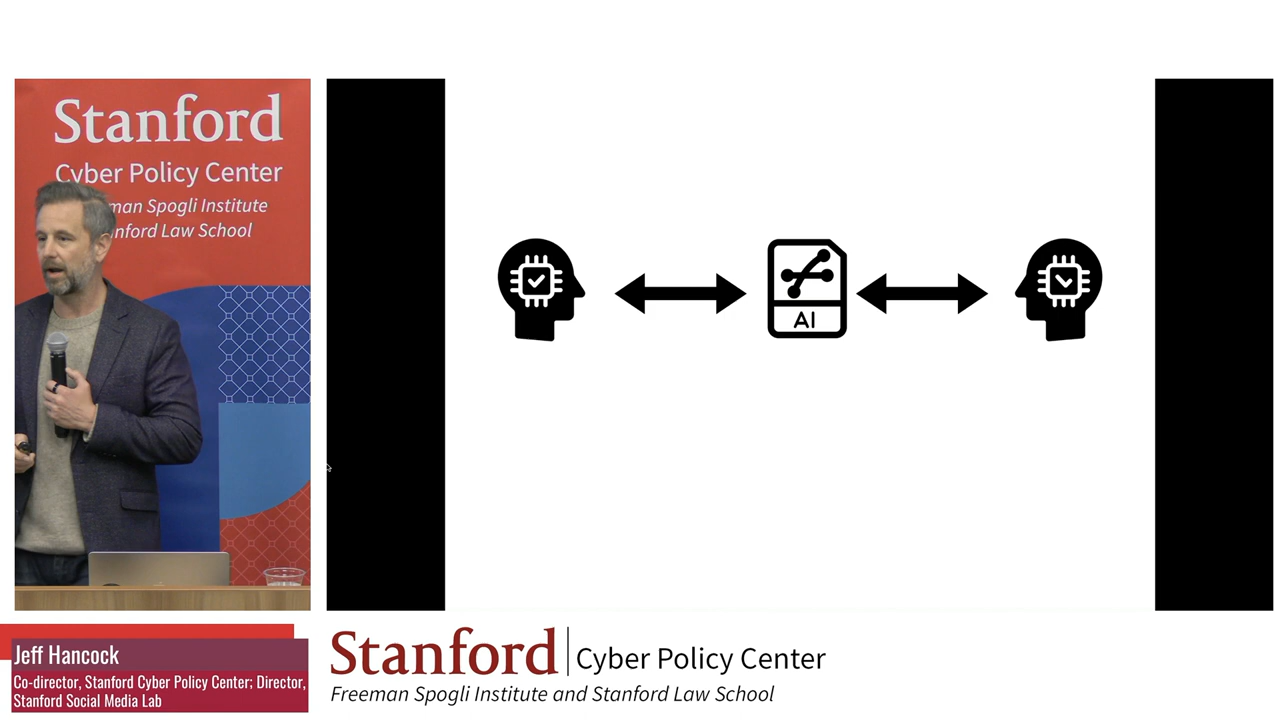 Stanford
Cyber Policy Center
man Spogli Institute
nford Law School
AI
Jeff Hancock
Co-director, Stanford Cyber Policy Center; Director,
Stanford Social Media Lab
Stanford | Cyber Policy Center
Freeman Spogli Institute and Stanford Law School